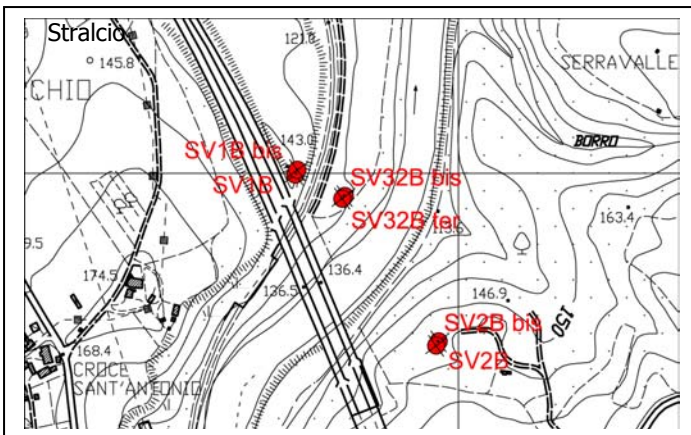 Stralcio
145.8
CHIO
121.0
SERRAVALLE
143.0
SV1B bis
SV1B
BORRO
SV32B bis
SV32B ter
163.4
9.5
174.5
136.4
136.5
146.9
150
SV2B bis
SV2B
168.4
CROCE
SANT'ANTONIO